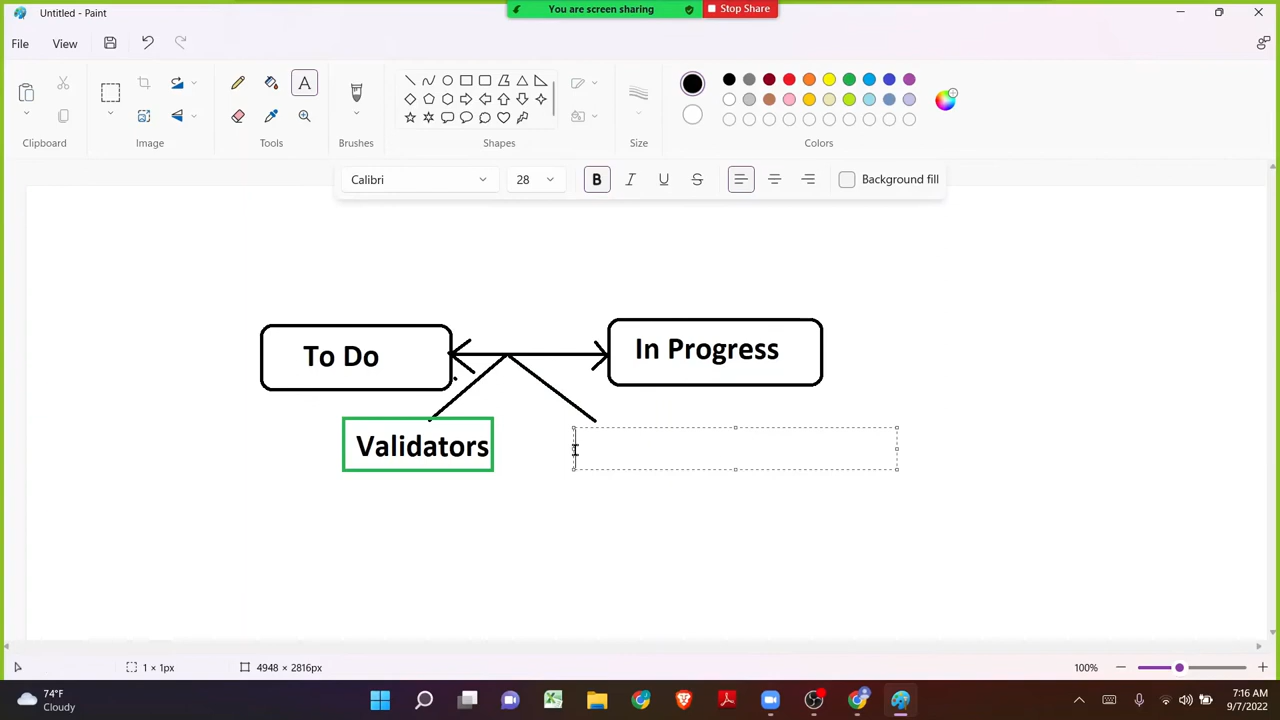 You are screen sharing
Stop Share
Untitled - Paint
File
View
Clipboard
Image
Tools
Brushes
Shapes
Size
Colors
Calibri
28
B
I
U
S
Background fill
To Do
In Progress
Validators
1 × 1px
4948 × 2816px
100%
74°F
Cloudy
7:16 AM
9/7/2022